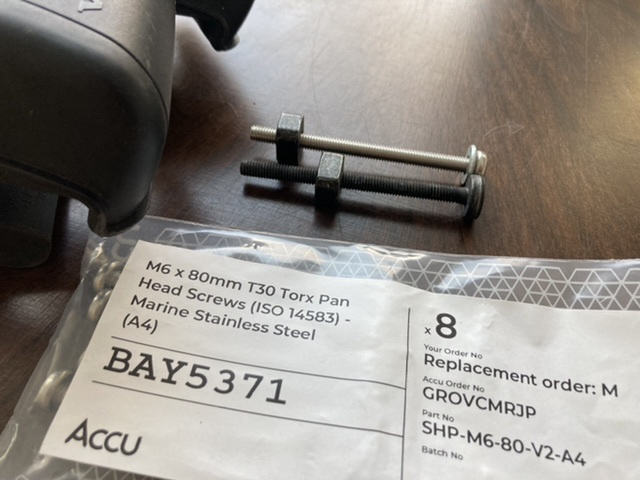 M6 x 80mm T30 Torx Pan
Head Screws (ISO 14583) -
Marine Stainless Steel
(A4)
BAY5371
ACCU
x 8
Your Order No
Replacement order: M
Accu Order No
GROVCMRJP
Part No
SHP-M6-80-V2-A4
Batch No